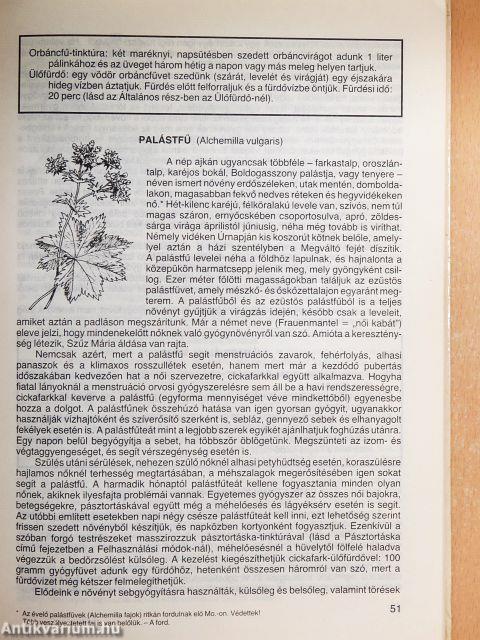 Orbáncfű-tinktúra: két maréknyi, napsütésben szedett orbáncvirágot adunk 1 liter
pálinkához és az üveget három hétig a napon vagy más meleg helyen tartjuk.
Ülőfürdő: egy vödör orbáncfüvet szedünk (szárát, levelét és virágját) egy éjszakára
hideg vízben áztatjuk. Fürdés előtt felforraljuk és a fürdővízbe öntjük. Fürdési idő:
20 perc (lásd az Általános rész-ben az Ülőfürdő-nél).
PALÁSTFŰ (Alchemilla vulgaris)
A nép ajkán ugyancsak többféle – farkastalp, oroszlán-
talp, karéjos bokál, Boldogasszony palástja, vagy tenyere –
néven ismert növény erdőszéleken, utak mentén, domboldа-
lakon, magasabban fekvő nedves réteken és hegyvidékeken
nő.* Hét-kilenc karéjú, félkóralakú levele van, szívós, nem túl
magas száron, ernyőcskében csoportosulva, apró, zöldes-
sárga virága áprilistól júniusig, néha még tovább is viríthat.
Némely vidéken Úrnapján kis koszorút kötnek belőle, amely-
lyel aztán a házi szentélyben a Megváltó fejét díszítik.
A palástfű levelei néha a földhöz lapulnak, és hajnalonta a
közepükön harmatcsepp jelenik meg, mely gyöngyként csil-
log. Ezer méter fölötti magasságokban találjuk az ezüstös
palástfüvet, amely mészkő- és őskőzettalajon egyaránt meg-
terem. A palástfűből és az ezüstös palástfűből is a teljes
növényt gyűjtjük a virágzás idején, később csak a leveleit,
amiket aztán a padláson megszárítunk. Már a német neve (Frauenmantel = „női kabát”)
eleve jelzi, hogy mindenekelőtt nőknek való gyógynövényről van szó. Amióta a keresztény-
ség létezik, Szűz Mária áldása van rajta.
Nemcsak azért, mert a palástfű segít menstruációs zavarok, fehérfolyás, alhasi
panaszok és a klimaxos rosszullétek esetén, hanem mert már a kezdődő pubertás
időszakában kedvezően hat a női szervezetre, cickafarkkal együtt alkalmazva. Hogyha
fiatal lányoknál a menstruáció orvosi gyógyszerelésre sem áll be a havi rendszerességre,
cickafarkkal keverve a palástfű (egyforma mennyiséget véve mindkettőből) egyenesbe
hozza a dolgot. A palástfűnek összehúzó hatása van igen gyorsan gyógyít, ugyanakkor
használják vízhajtóként és szíverősítő szerként is, sebláz, gennyező sebek és elhanyagolt
fekélyek esetén is. A palástfűteát mint a legjobb szerek egyikét ajánlhatjuk foghúzás utánra.
Egy napon belül begyógyítja a sebet, ha többször öblögetünk. Megszünteti az izom- és
végtaggyengeséget, és segít vérszegénység esetén is.
Szülés utáni sérülések, nehezen szülő nőknél alhasi petyhüdtség esetén, koraszülésre
hajlamos nőknél terhesség megtartásában, a méhszalagok megerősítésében igen sokat
segít a palástfű. A harmadik hónaptól palástfűteát kellene fogyasztania minden olyan
nőnek, akiknek ilyesfajta problémái vannak. Egyetemes gyógyszer az összes női bajokra,
betegségekre, pásztortáskával együtt még a méhelőesés és lágyéksérv esetén is segít.
Az utóbbi említett esetekben napi négy csésze palástfűteát kell inni, ezt lehetőség szerint
frissen szedett növényből készítjük, és napközben kortyonként fogyasztjuk. Ezenkívül a
szóban forgó testrészeket masszírozzuk pásztortáska-tinktúrával (lásd a Pásztortáska
című fejezetben a Felhasználási módok-nál), méhelőesésnél a hüvelytől fölfelé haladva
végezzük a bedörzsölést külsőleg. A kezelést kiegészíthetjük cickafark-ülőfürdővel: 100
gramm gyógyfüvet adunk egy fürdőhöz, hetenként összesen háromról van szó, mert a
fürdővizet még kétszer felmelegíthetjük.
Elődeink e növényt sebgyógyításra használták, külsőleg és belsőleg, valamint törések
* Az évelő palástfüvek (Alchemilla fajok) ritkán fordulnak elő Mo.-on. Védettek!
is van belőlük. – A ford.
51
Antikvarium.hu